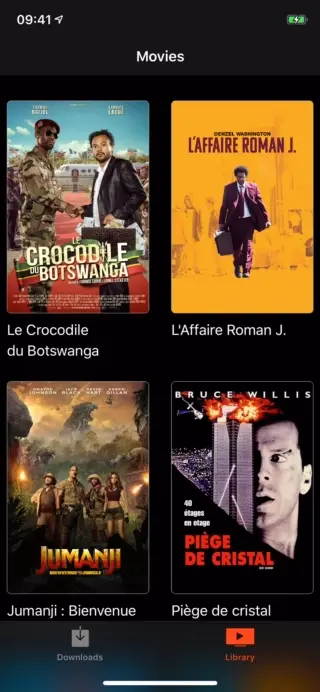 09:41
Movies
THOMAS
NGIJOL
FABRICE
EBOUÉ
LE
CROCODILE
DU BOTSWANGA
DENZEL WASHINGTON
L'AFFAIRE ROMAN J.
Le Crocodile
du Botswanga
L'Affaire Roman J.
DWAYNE
JOHNSON
JACK
BLACK
KEVIN
HART
KAREN
GILLAN
JUMANJI
BIENVENUE DANS LA JUNGLE
BRUCE WILLIS
40
étages
en otage
PIÈGE
DE CRISTAL
DIE HARD
Jumanji : Bienvenue
Piège de cristal
Downloads
Library